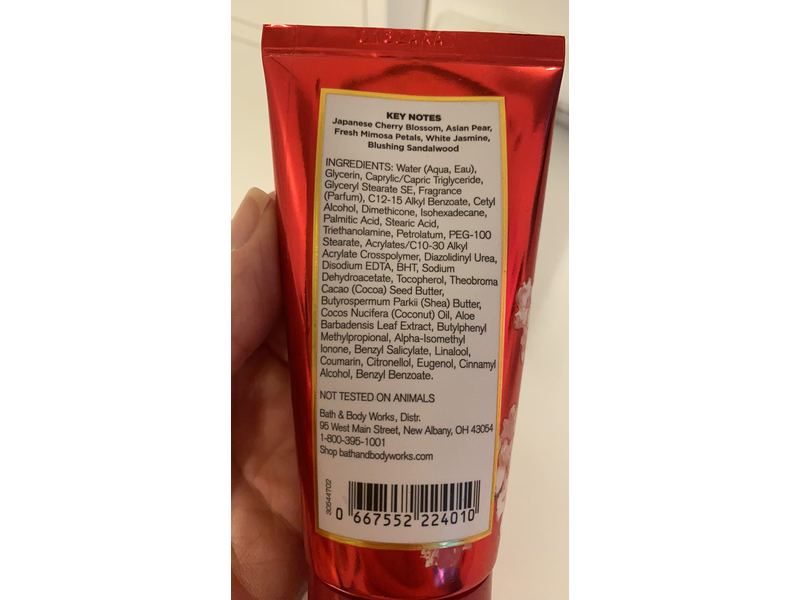 KEY NOTES
Japanese Cherry Blossom, Asian Pear,
Fresh Mimosa Petals, White Jasmine,
Blushing Sandalwood
INGREDIENTS: Water (Aqua, Eau),
Glycerin, Caprylic/Capric Triglyceride,
Glyceryl Stearate SE, Fragrance
(Parfum), C12-15 Alkyl Benzoate, Cetyl
Alcohol, Dimethicone, Isohexadecane,
Palmitic Acid, Stearic Acid,
Triethanolamine, Petrolatum, PEG-100
Stearate, Acrylates/C10-30 Alkyl
Acrylate Crosspolymer, Diazolidinyl Urea,
Disodium EDTA, BHT, Sodium
Dehydroacetate, Tocopherol, Theobroma
Cacao (Cocoa) Seed Butter,
Butyrospermum Parkii (Shea) Butter,
Cocos Nucifera (Coconut) Oil, Aloe
Barbadensis Leaf Extract, Butylphenyl
Methylpropional, Alpha-Isomethyl
Ionone, Benzyl Salicylate, Linalool,
Coumarin, Citronellol, Eugenol, Cinnamyl
Alcohol, Benzyl Benzoate.
NOT TESTED ON ANIMALS
Bath & Body Works, Distr.
95 West Main Street, New Albany, OH 43054
1-800-395-1001
Shop bathandbodyworks.com
30544702
0 667552 224010